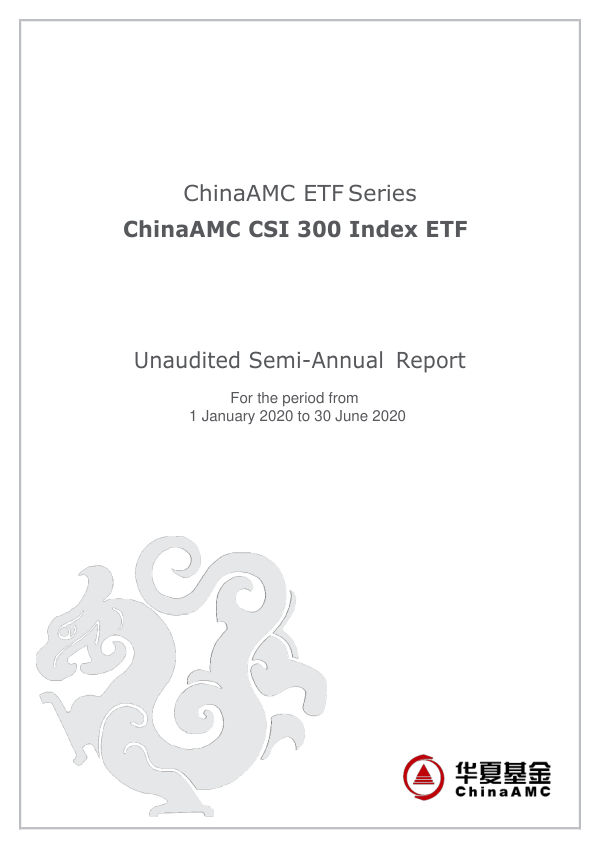 ChinaAMC ETF Series
ChinaAMC CSI 300 Index ETF
Unaudited Semi-Annual Report
For the period from
1 January 2020 to 30 June 2020
华夏基金
ChinaAMC